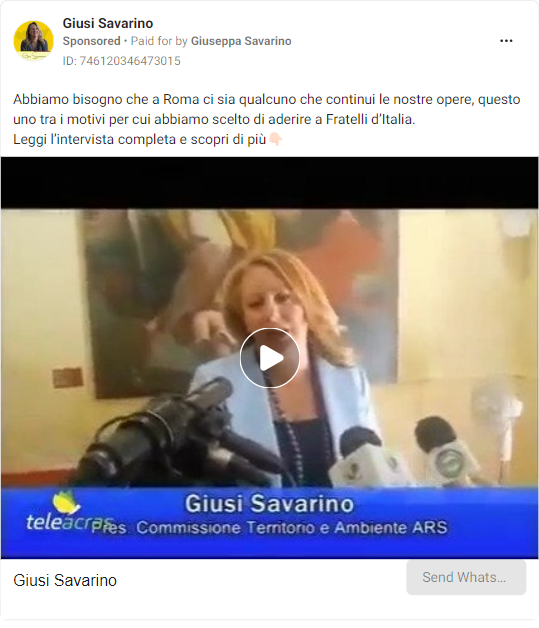 Giusi Savarino
Sponsored • Paid for by Giuseppa Savarino
ID: 746120346473015
Abbiamo bisogno che a Roma ci sia qualcuno che continui le nostre opere, questo
uno tra i motivi per cui abbiamo scelto di aderire a Fratelli d'Italia.
Leggi l'intervista completa e scopri di più👇🏻
Giusi Savarino
teleacras
Pres. Commissione Territorio e Ambiente ARS
Giusi Savarino
Send Whats...